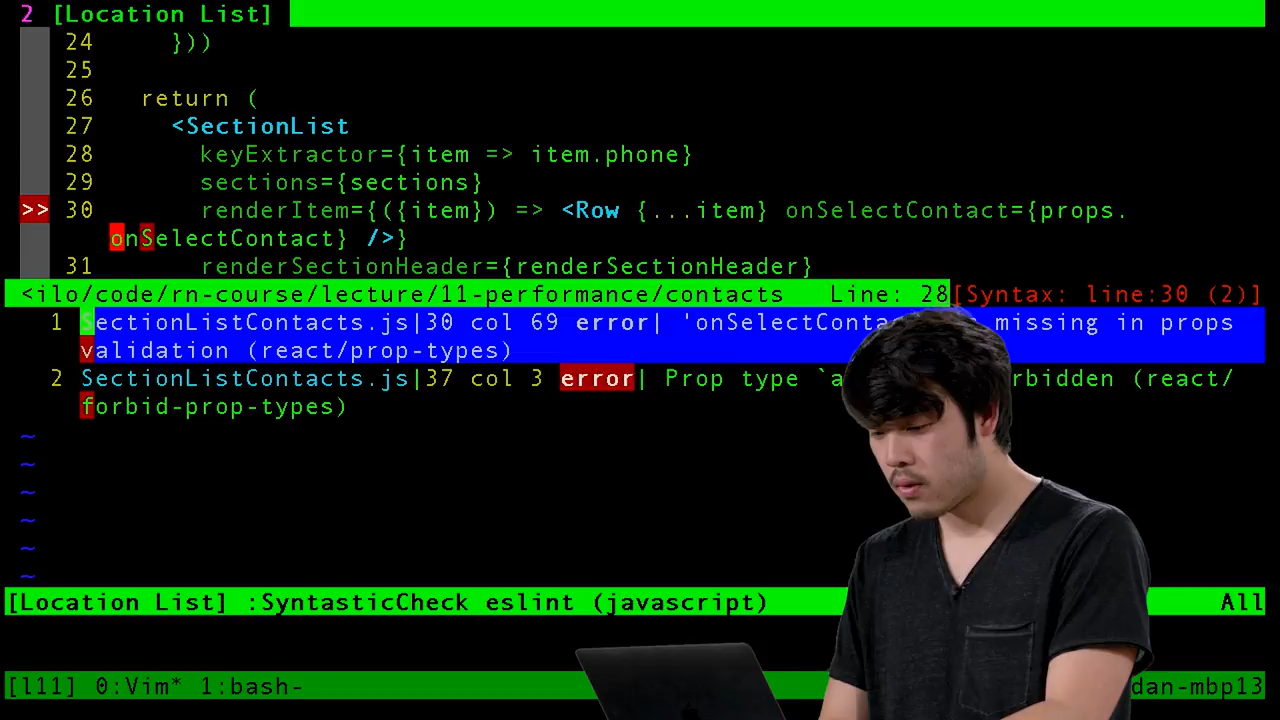 2 [Location List]
24 }))
25
26 return (
27 <SectionList
28 keyExtractor={item => item.phone}
29 sections={sections}
>> 30 renderItem={({item}) => <Row {...item} onSelectContact={props.
onSelectContact} />}
31 renderSectionHeader={renderSectionHeader}
<ilo/code/rn-course/lecture/11-performance/contacts Line: 28[Syntax: line:30 (2)]
1 SectionListContacts.js|30 col 69 error| 'onSelectConta missing in props
validation (react/prop-types)
2 SectionListContacts.js|37 col 3 error| Prop type `a rbidden (react/
forbid-prop-types)
~
~
~
~
~
~
[Location List] :SyntasticCheck eslint (javascript) All
[l11] 0:Vim* 1:bash- dan-mbp13